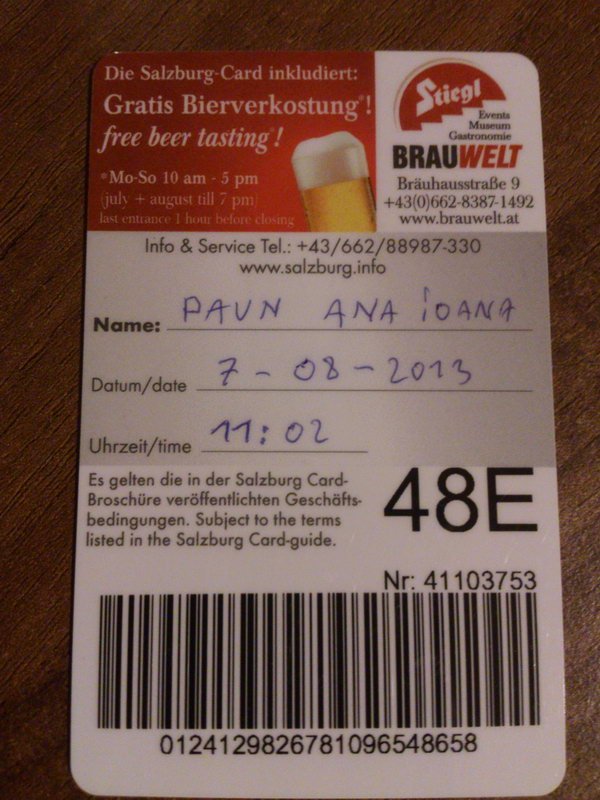 Die Salzburg-Card inkludiert:
Gratis Bierverkostung*!
free beer tasting*!
*Mo-So 10 am - 5 pm
(july + august till 7 pm)
last entrance 1 hour before closing
Stiegl
Events
Museum
Gastronomie
BRAUWELT
Bräuhausstraße 9
+43(0)662-8387-1492
www.brauwelt.at
Info & Service Tel.: +43/662/88987-330
www.salzburg.info
Name: PAUN ANA IOANA
Datum/date 7-08-2013
Uhrzeit/time 11:02
Es gelten die in der Salzburg Card-
Broschüre veröffentlichten Geschäfts-
bedingungen. Subject to the terms
listed in the Salzburg Card-guide.
48E
Nr: 41103753
0124129826781096548658